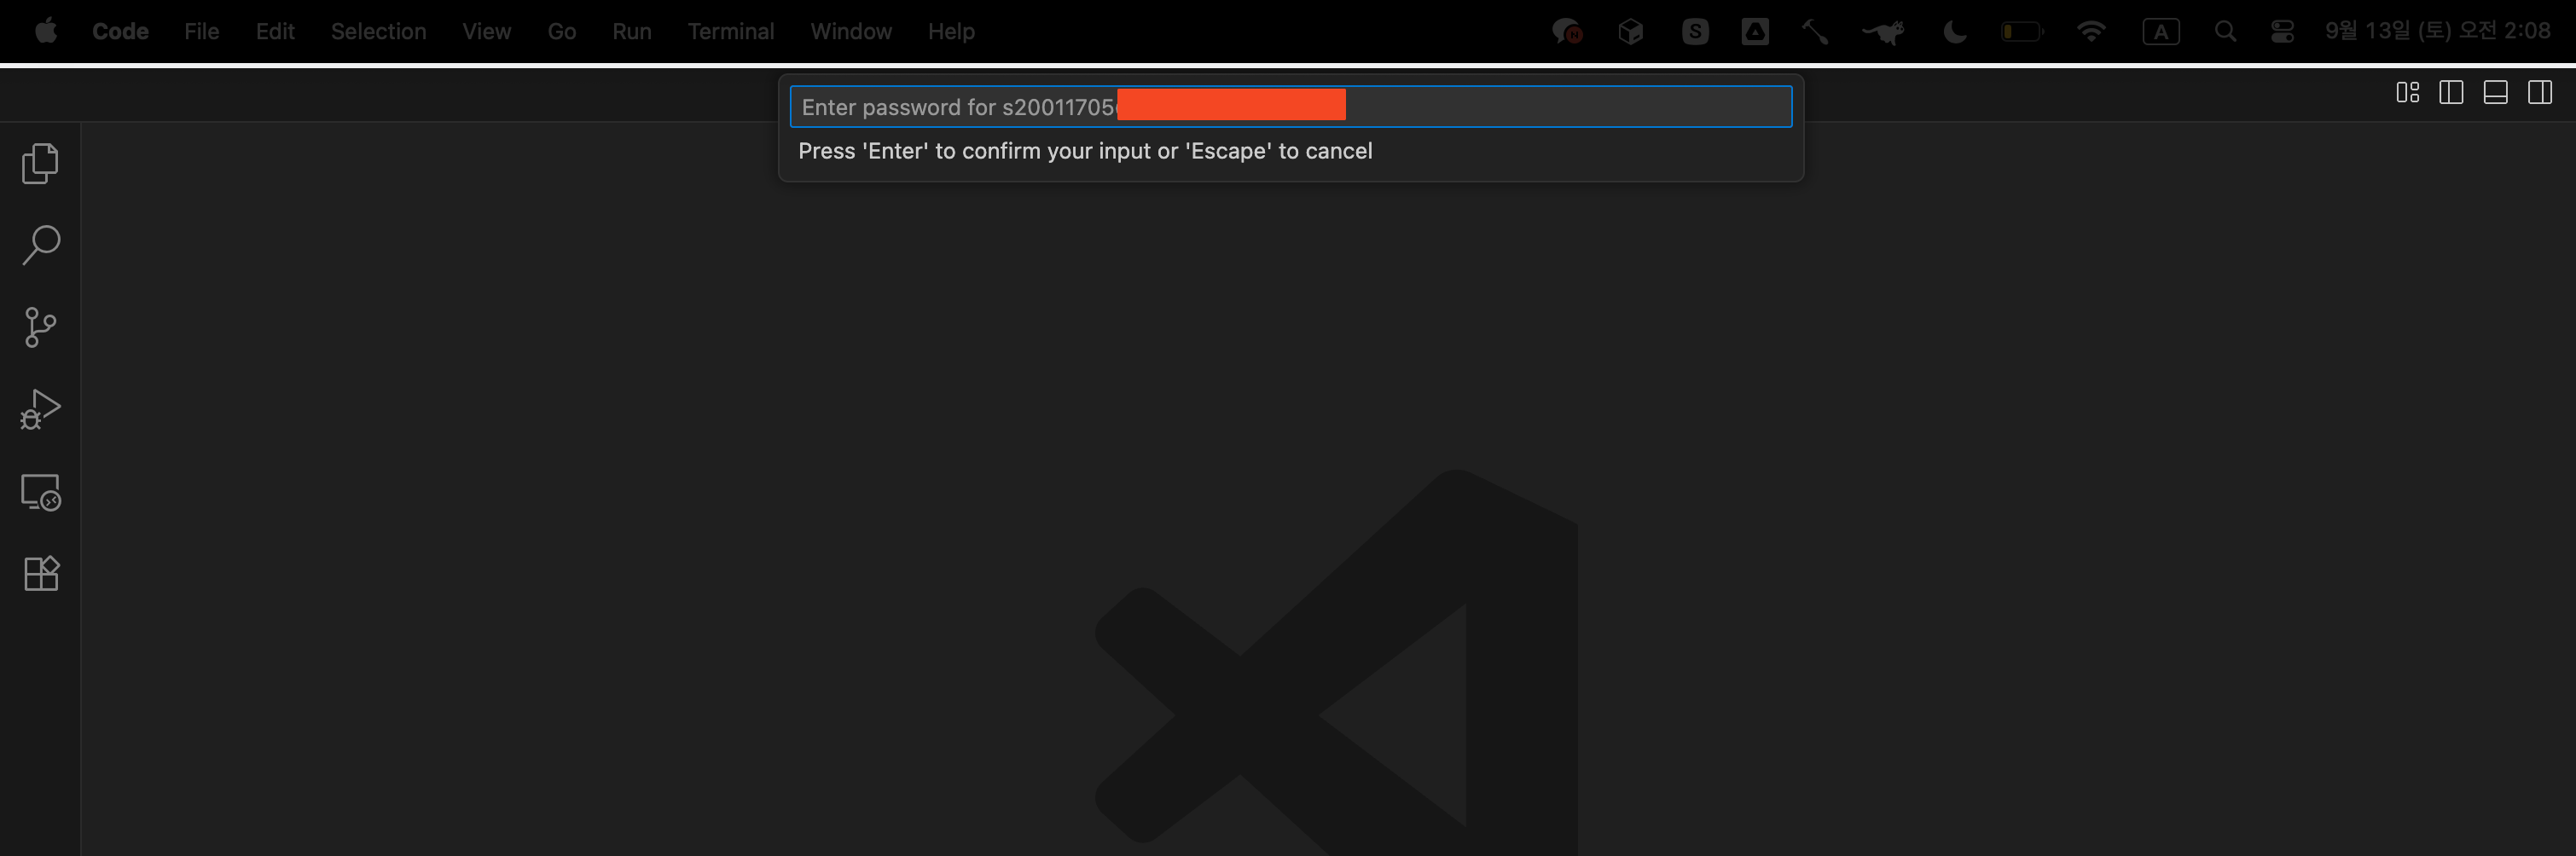 Code File Edit Selection View Go Run Terminal Window Help N S A 9월 13일 (토) 오전 2:08
Enter password for s20011705
Press 'Enter' to confirm your input or 'Escape' to cancel